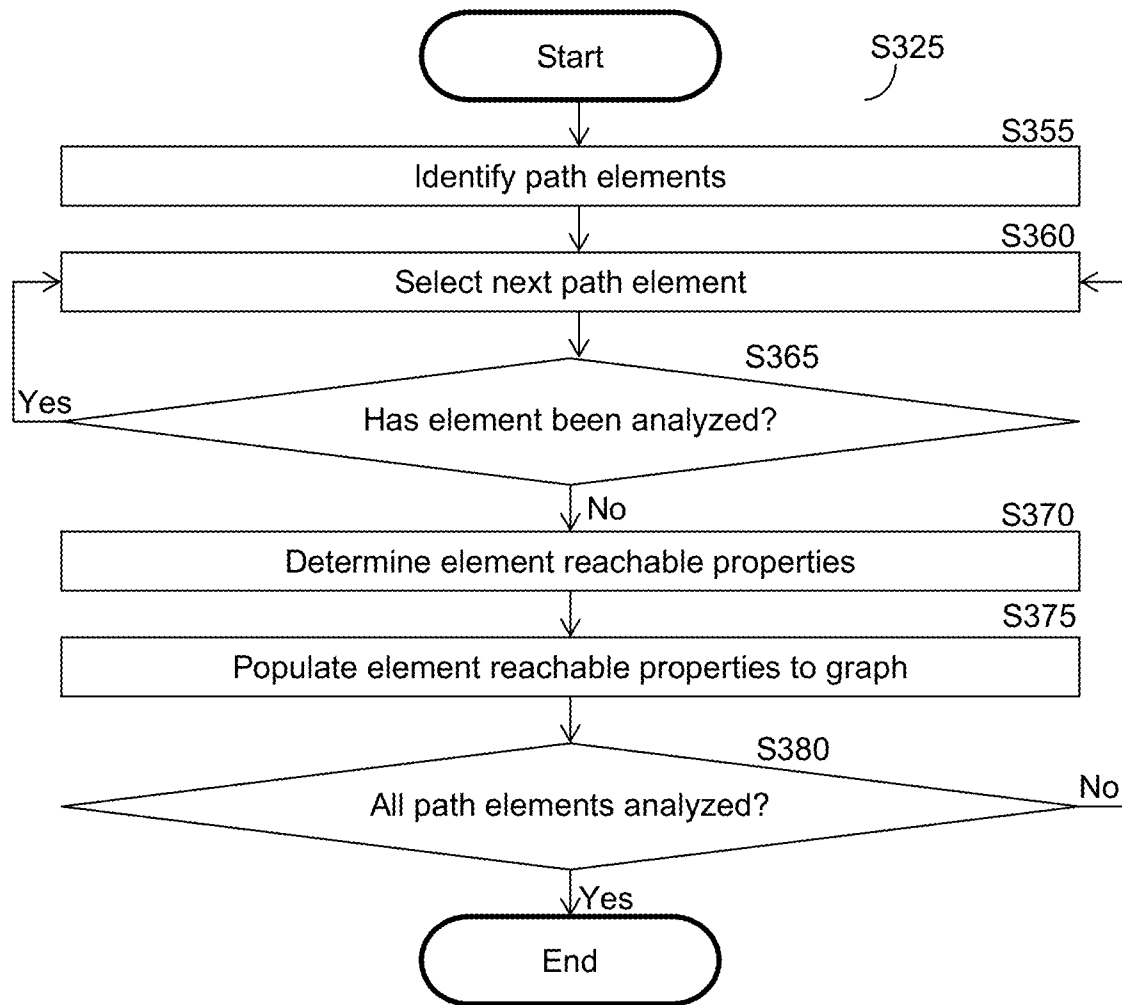 Start
S325
S355
Identify path elements
S360
Select next path element
S365
Yes
Has element been analyzed?
No
S370
Determine element reachable properties
S375
Populate element reachable properties to graph
S380
No
All path elements analyzed?
Yes
End